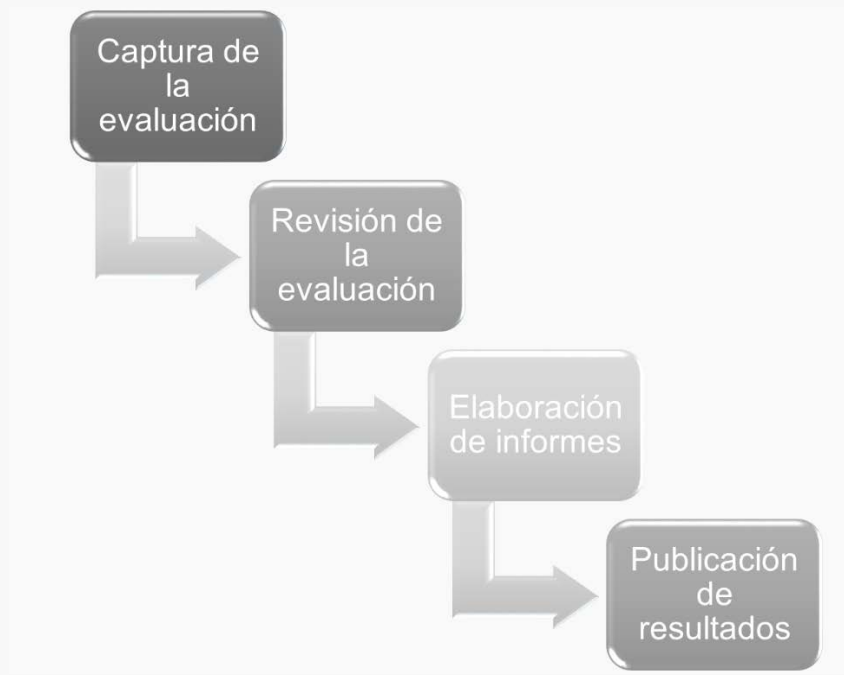 Captura de
la
evaluación
Revisión de
la
evaluación
Elaboración
de informes
Publicación
de
resultados